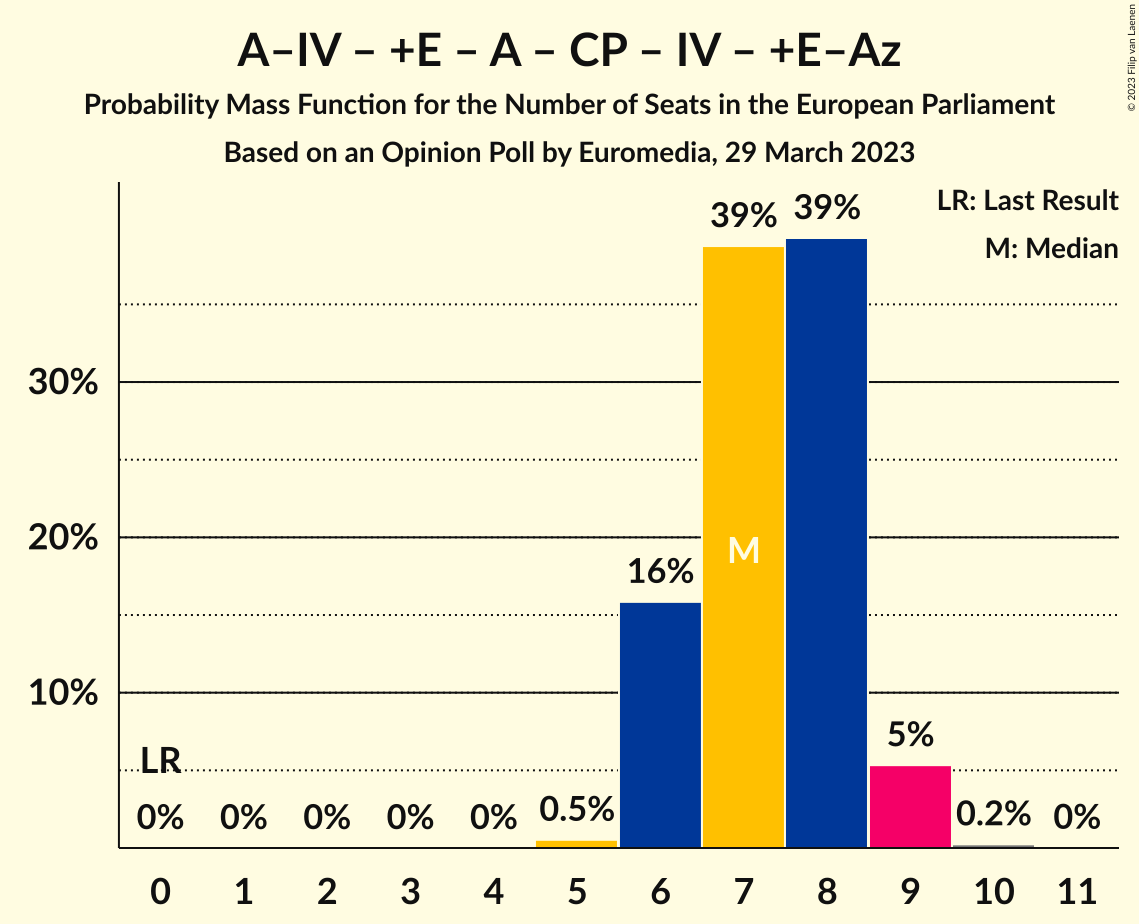 A–IV – +E – A – CP – IV – +E–Az
Probability Mass Function for the Number of Seats in the European Parliament
Based on an Opinion Poll by Euromedia, 29 March 2023
© 2023 Filip van Laenen
LR: Last Result
M: Median
39% 39%
30%
20%
M
16%
10%
5%
LR
0% 0% 0% 0% 0% 0.5% 0.2% 0%
0 1 2 3 4 5 6 7 8 9 10 11